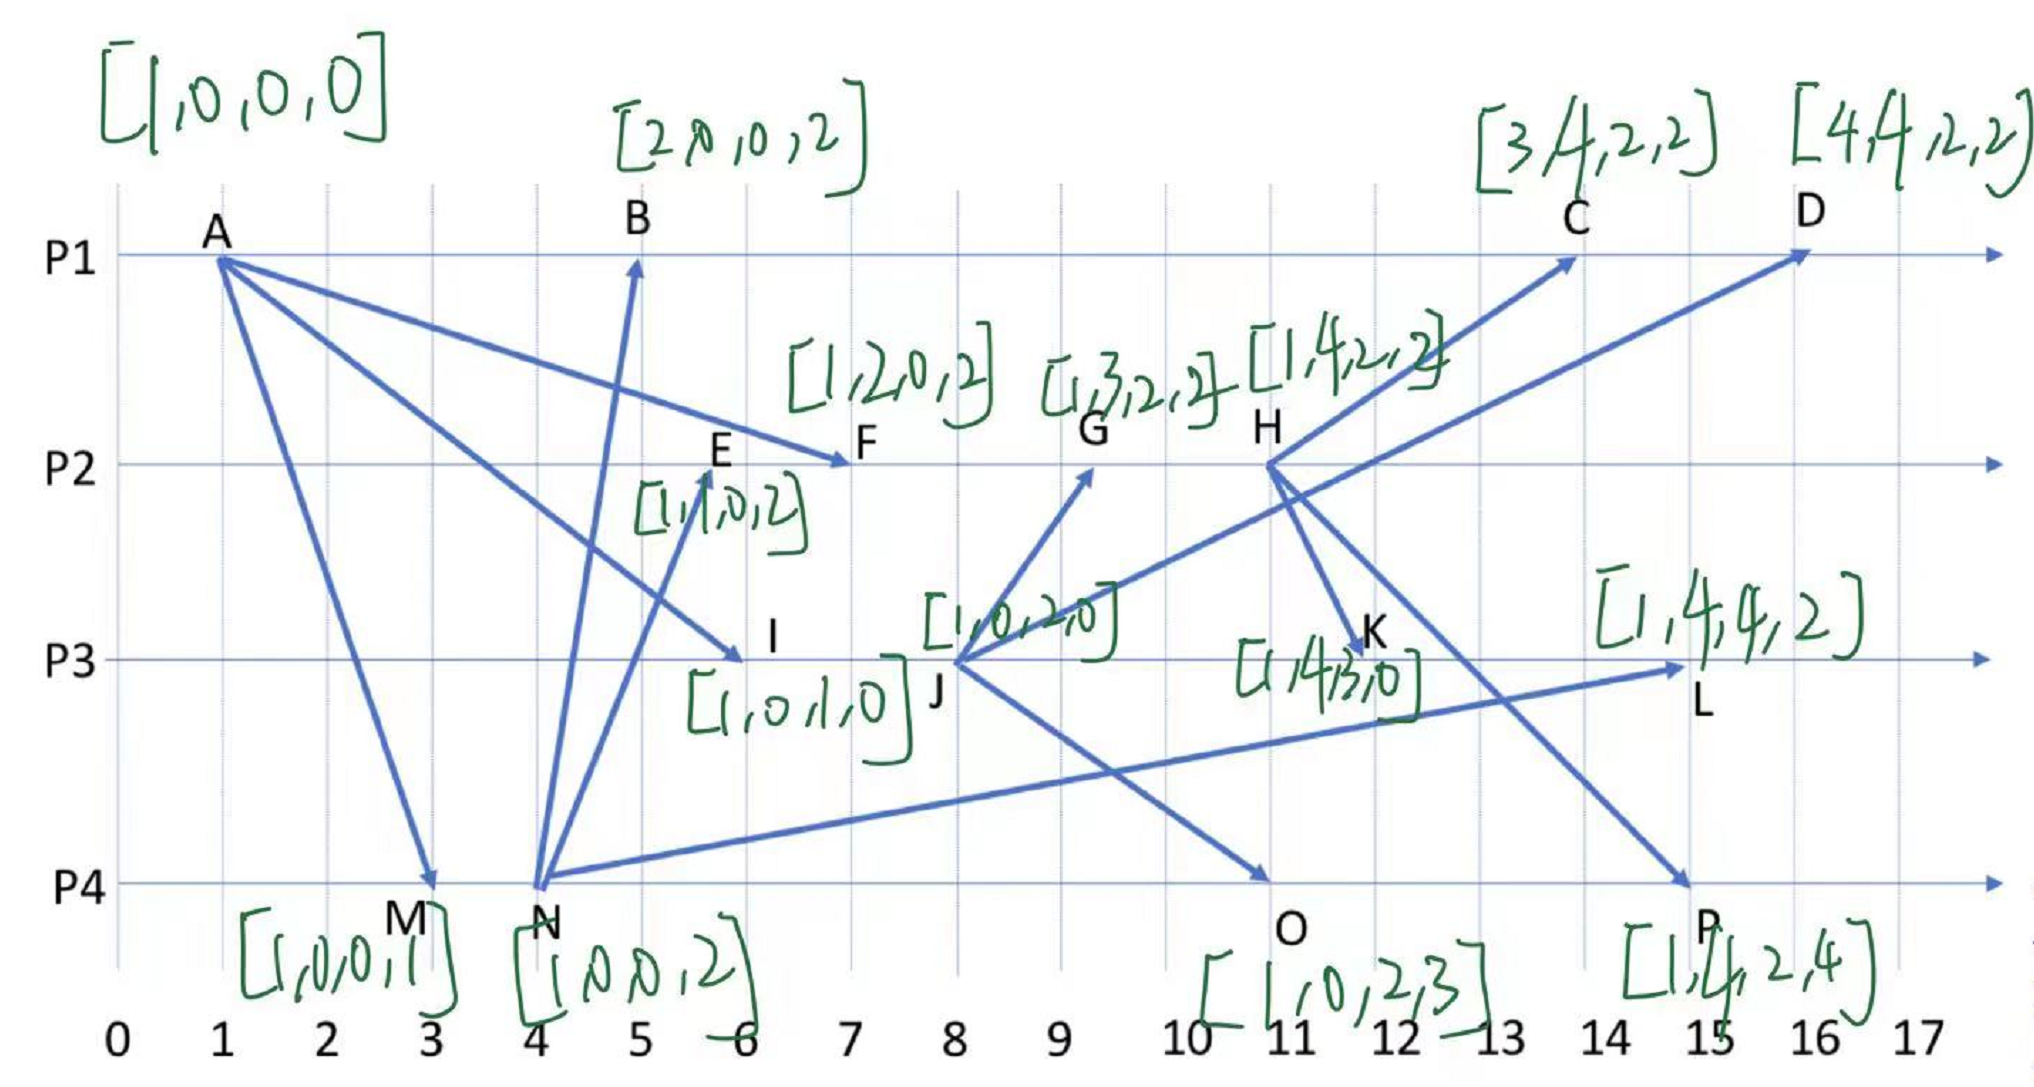 [1,0,0,0]
[2,0,0,2]
[3,4,2,2]
[4,4,2,2]
A
B
C
D
P1
[1,2,0,2]
[1,3,2,2]
[1,4,2,2]
E
F
G
H
P2
[1,1,0,2]
[1,0,2,0]
[1,4,4,2]
I
K
P3
[1,0,1,0]
J
[1,4,3,0]
L
P4
M
N
O
P
[1,0,0,1]
[1,0,0,2]
[1,0,2,3]
[1,4,2,4]
0 1 2 3 4 5 6 7 8 9 10 11 12 13 14 15 16 17